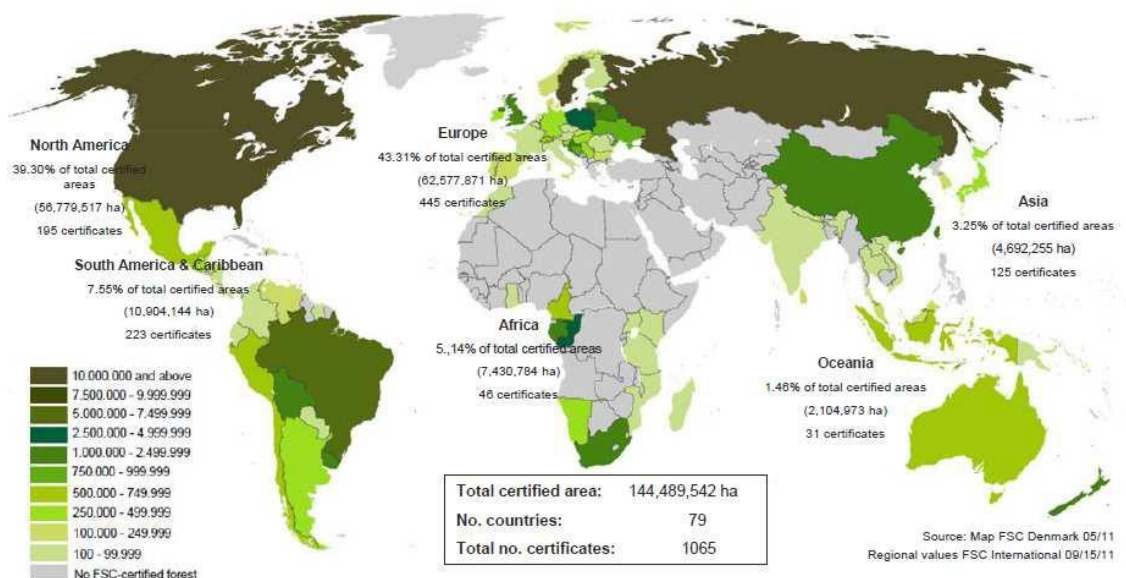 North America
39.30% of total certified
areas
(56,779,517 ha)
195 certificates
South America & Caribbean
7.55% of total certified areas
(10,904,144 ha)
223 certificates
Europe
43.31% of total certified areas
(62,577,871 ha)
445 certificates
Africa
5.,14% of total certified areas
(7,430,784 ha)
46 certificates
Asia
3.25% of total certified areas
(4,692,255 ha)
125 certificates
Oceania
1.46% of total certified areas
(2,104,973 ha)
31 certificates
10.000.000 and above
7.500.000 - 9.999.999
5.000.000 - 7.499.999
2.500.000 - 4.959.999
1.000.000 - 2.499.999
750.000 - 999.999
500.000 - 749.999
250.000 - 499.999
100.000 - 249.999
100 - 99.999
No FSC-certified forest
Total certified area: 144,489,542 ha
No. countries: 79
Total no. certificates: 1065
Source: Map FSC Denmark 05/11
Regional values FSC International 09/15/11